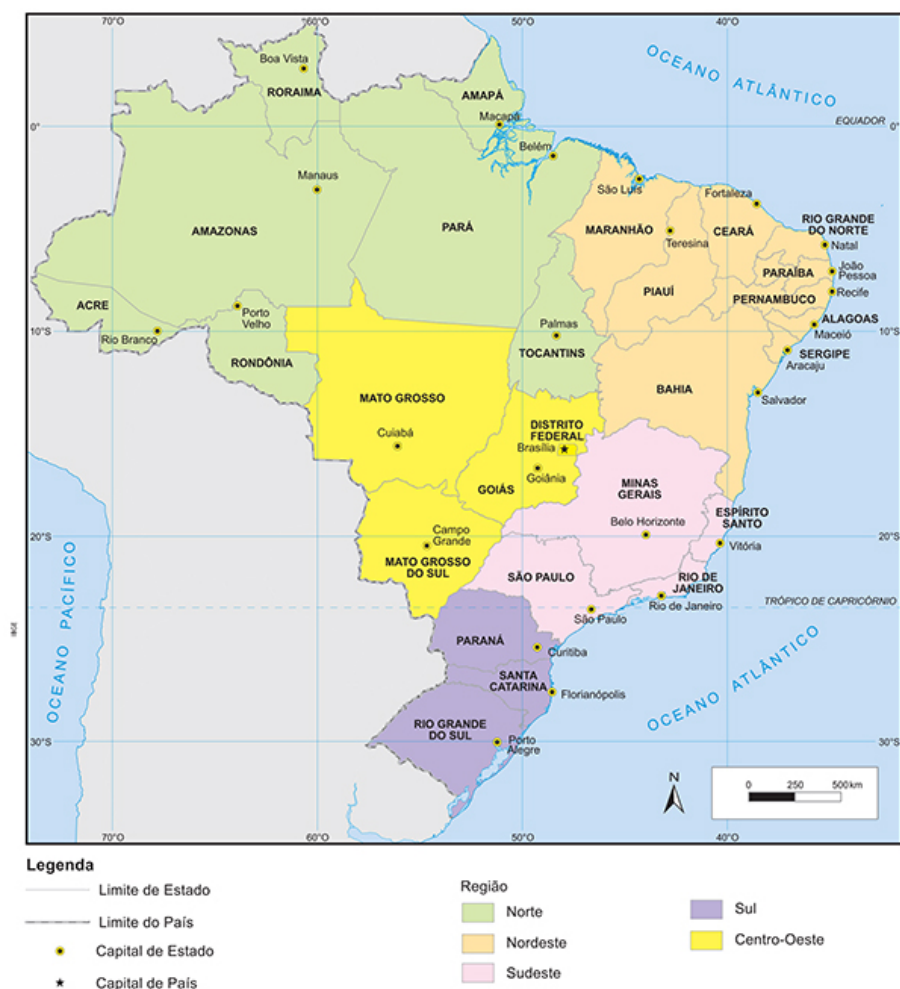 70°O 60°O 50°O 40°O
OCEANO ATLÂNTICO
Boa Vista
RORAIMA
AMAPÁ
Macapá
EQUADOR
0° 0°
Belém
Manaus
São Luís
Fortaleza
AMAZONAS
PARÁ
MARANHÃO
Teresina
CEARÁ
RIO GRANDE
DO NORTE
Natal
João
Pessoa
PARAÍBA
PIAUÍ
PERNAMBUCO
Recife
ACRE
Porto
Velho
Rio Branco
10°S 10°S
ALAGOAS
Maceió
Palmas
TOCANTINS
SERGIPE
Aracaju
RONDÔNIA
BAHIA
Salvador
MATO GROSSO
Cuiabá
DISTRITO
FEDERAL
Brasília
Goiânia
GOIÁS
MINAS
GERAIS
Belo Horizonte
ESPÍRITO
SANTO
Vitória
Campo
Grande
20°S 20°S
MATO GROSSO
DO SUL
SÃO PAULO
RIO DE
JANEIRO
Rio de Janeiro
São Paulo
TRÓPICO DE CAPRICÓRNIO
OCEANO PACÍFICO
IBGE
PARANÁ
Curitiba
SANTA
CATARINA
Florianópolis
OCEANO ATLÂNTICO
RIO GRANDE
DO SUL
Porto
Alegre
30°S 30°S
N
0 250 500km
70°O 60°O 50°O 40°O
Legenda
Limite de Estado
Limite do País
Capital de Estado
Capital de País
Região
Norte
Nordeste
Sudeste
Sul
Centro-Oeste